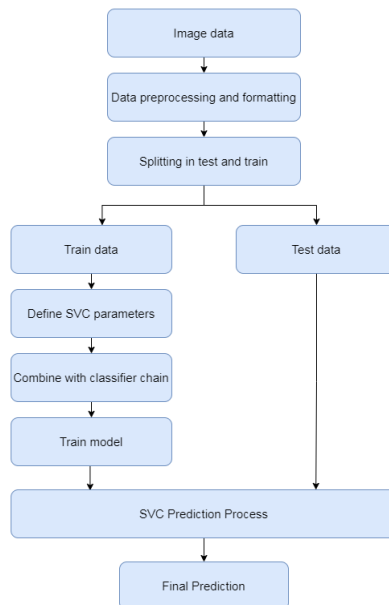 Image data
Data preprocessing and formatting
Splitting in test and train
Train data
Test data
Define SVC parameters
Combine with classifier chain
Train model
SVC Prediction Process
Final Prediction